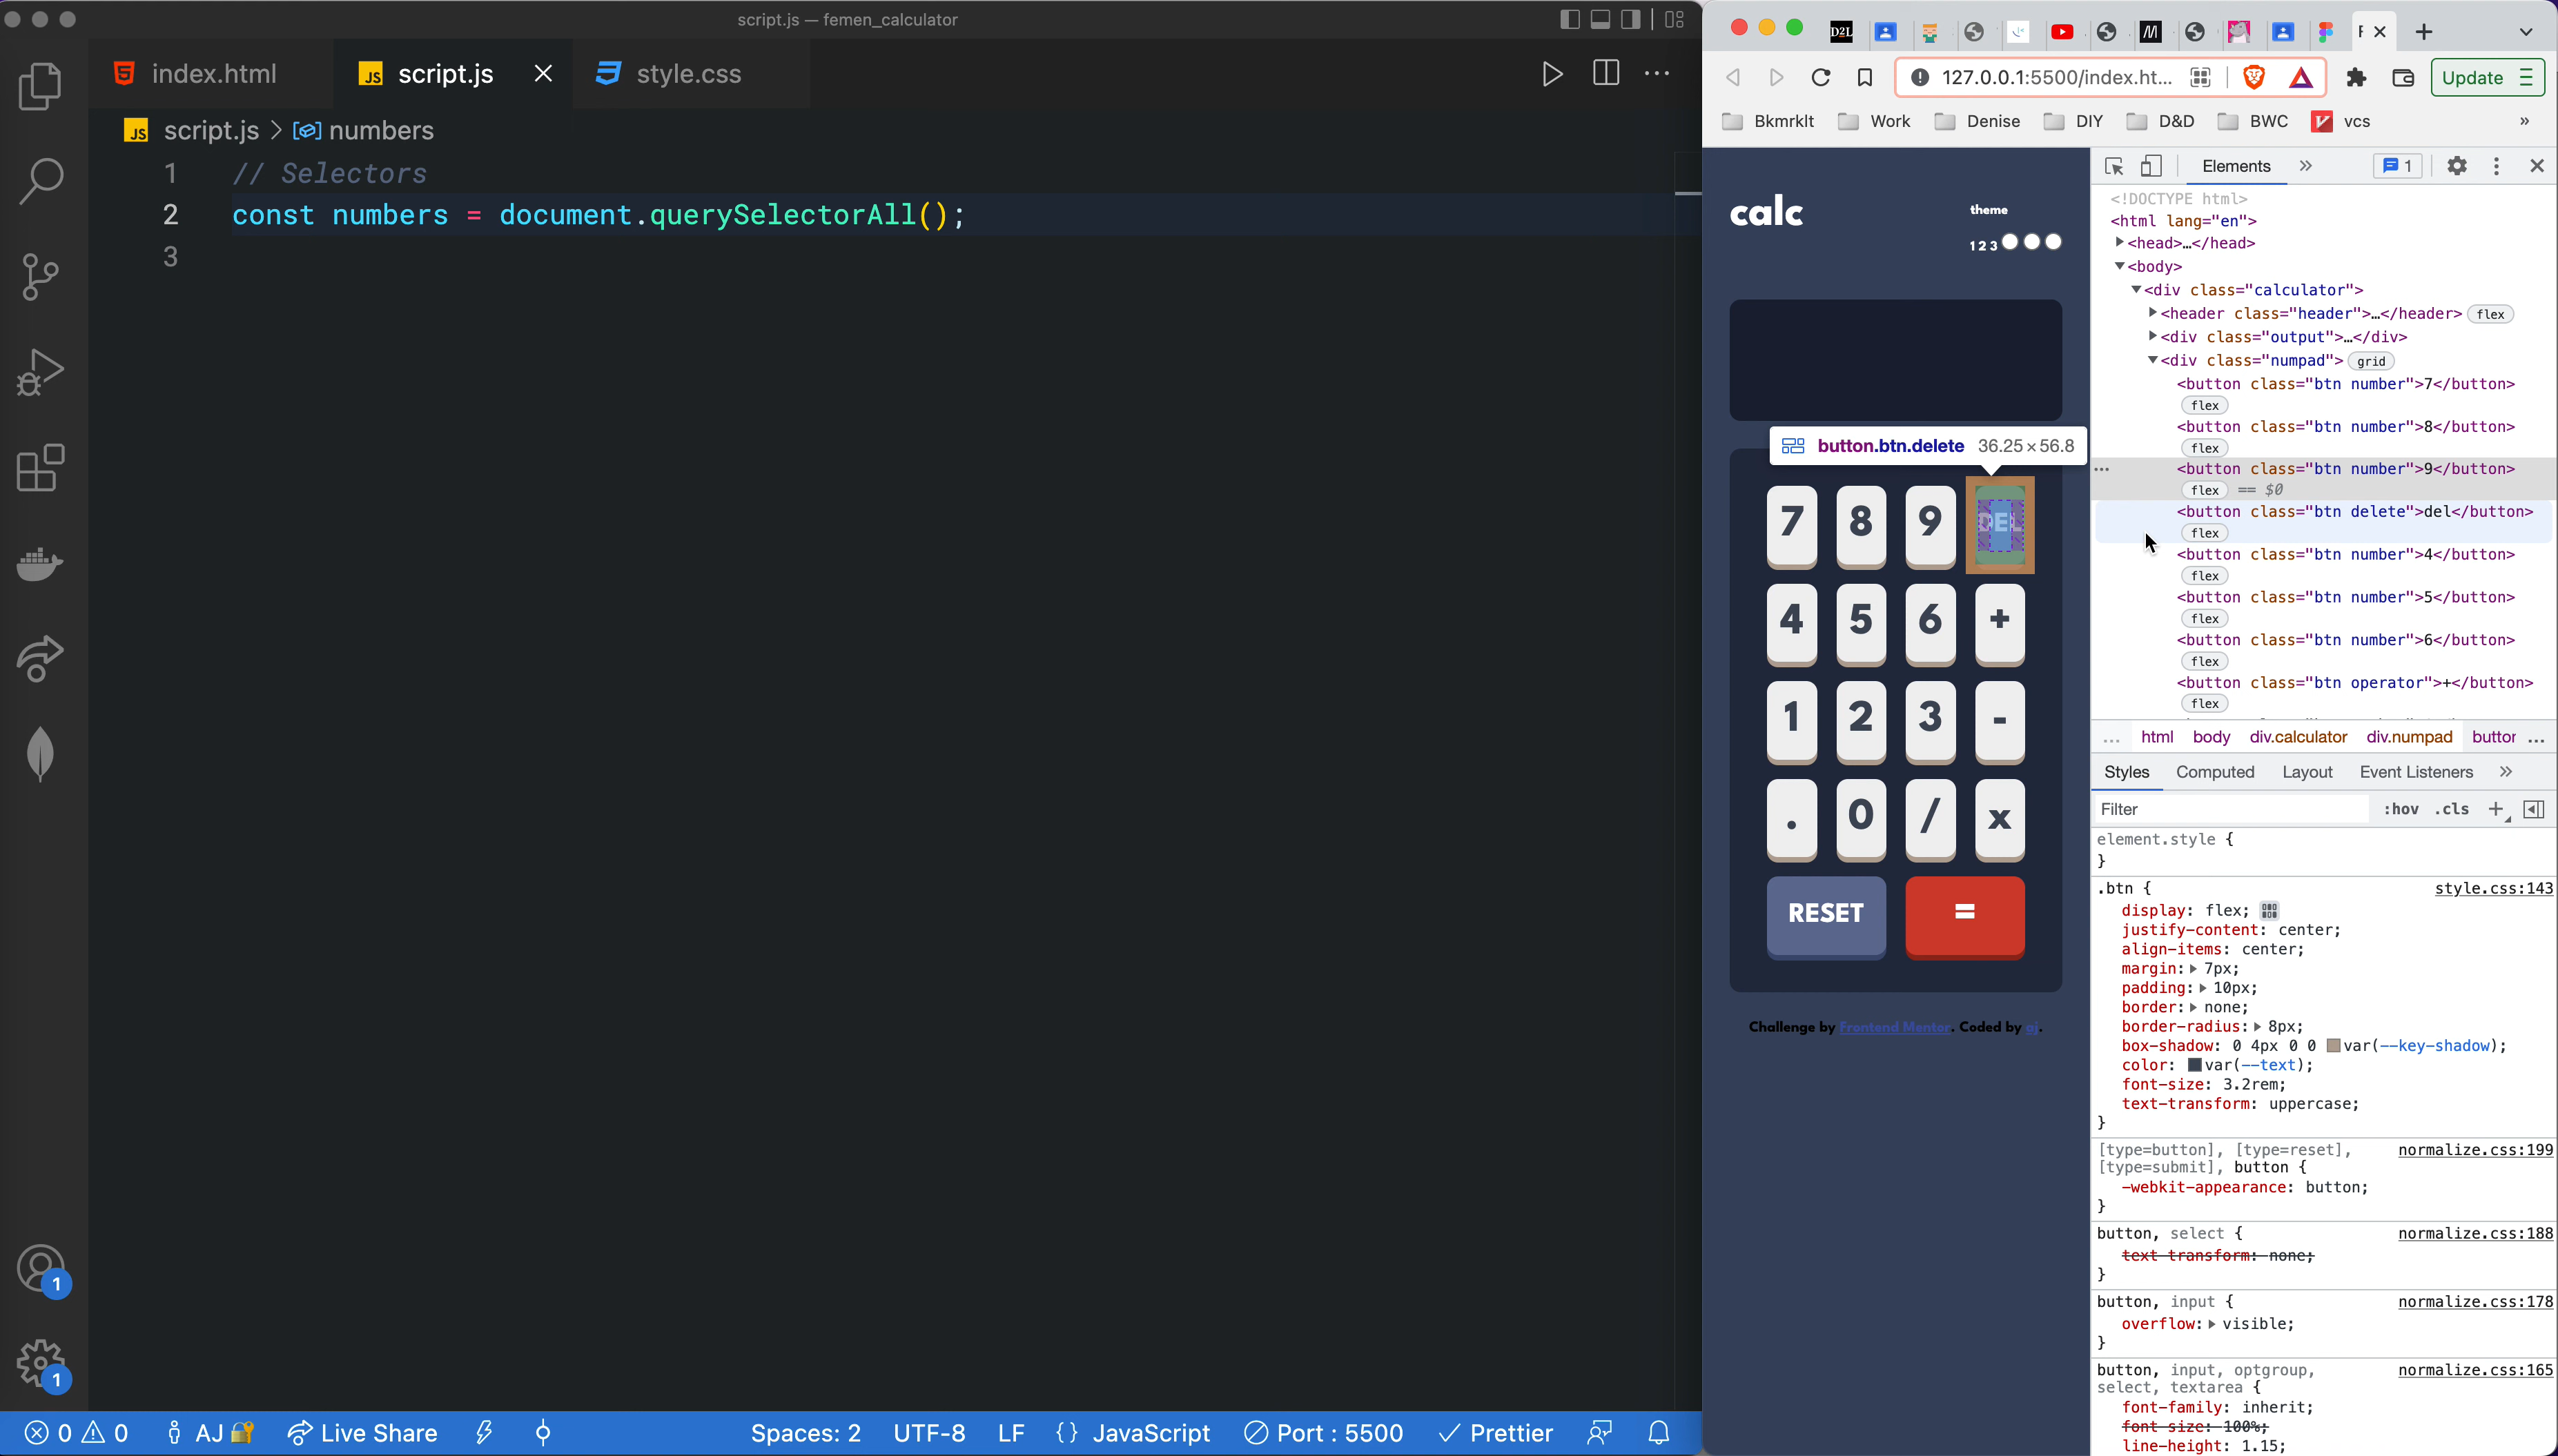 script.js — femen_calculator
index.html
script.js
style.css
script.js > numbers
1 // Selectors
2 const numbers = document.querySelectorAll();
3
1
1
0 0 AJ Live Share
Spaces: 2 UTF-8 LF {} JavaScript Port : 5500 Prettier
D2L
127.0.0.1:5500/index.ht...
Update
Bkmrklt Work Denise DIY D&D BWC vcs »
calc
theme
1 2 3
button.btn.delete 36.25×56.8
7 8 9 DEL
4 5 6 +
1 2 3 -
. 0 / x
RESET =
Challenge by Frontend Mentor. Coded by aj.
Elements » 1
<!DOCTYPE html>
<html lang="en">
<head>…</head>
<body>
<div class="calculator">
<header class="header">…</header> flex
<div class="output">…</div>
<div class="numpad"> grid
<button class="btn number">7</button>
flex
<button class="btn number">8</button>
flex
<button class="btn number">9</button>
flex == $0
<button class="btn delete">del</button>
flex
<button class="btn number">4</button>
flex
<button class="btn number">5</button>
flex
<button class="btn number">6</button>
flex
<button class="btn operator">+</button>
flex
... html body div.calculator div.numpad button ...
Styles Computed Layout Event Listeners »
Filter :hov .cls +
element.style {
}
.btn { style.css:143
display: flex;
justify-content: center;
align-items: center;
margin: 7px;
padding: 10px;
border: none;
border-radius: 8px;
box-shadow: 0 4px 0 0 var(--key-shadow);
color: var(--text);
font-size: 3.2rem;
text-transform: uppercase;
}
[type=button], [type=reset], normalize.css:199
[type=submit], button {
-webkit-appearance: button;
}
button, select { normalize.css:188
text-transform: none;
}
button, input { normalize.css:178
overflow: visible;
}
button, input, optgroup, normalize.css:165
select, textarea {
font-family: inherit;
font-size: 100%;
line-height: 1.15;